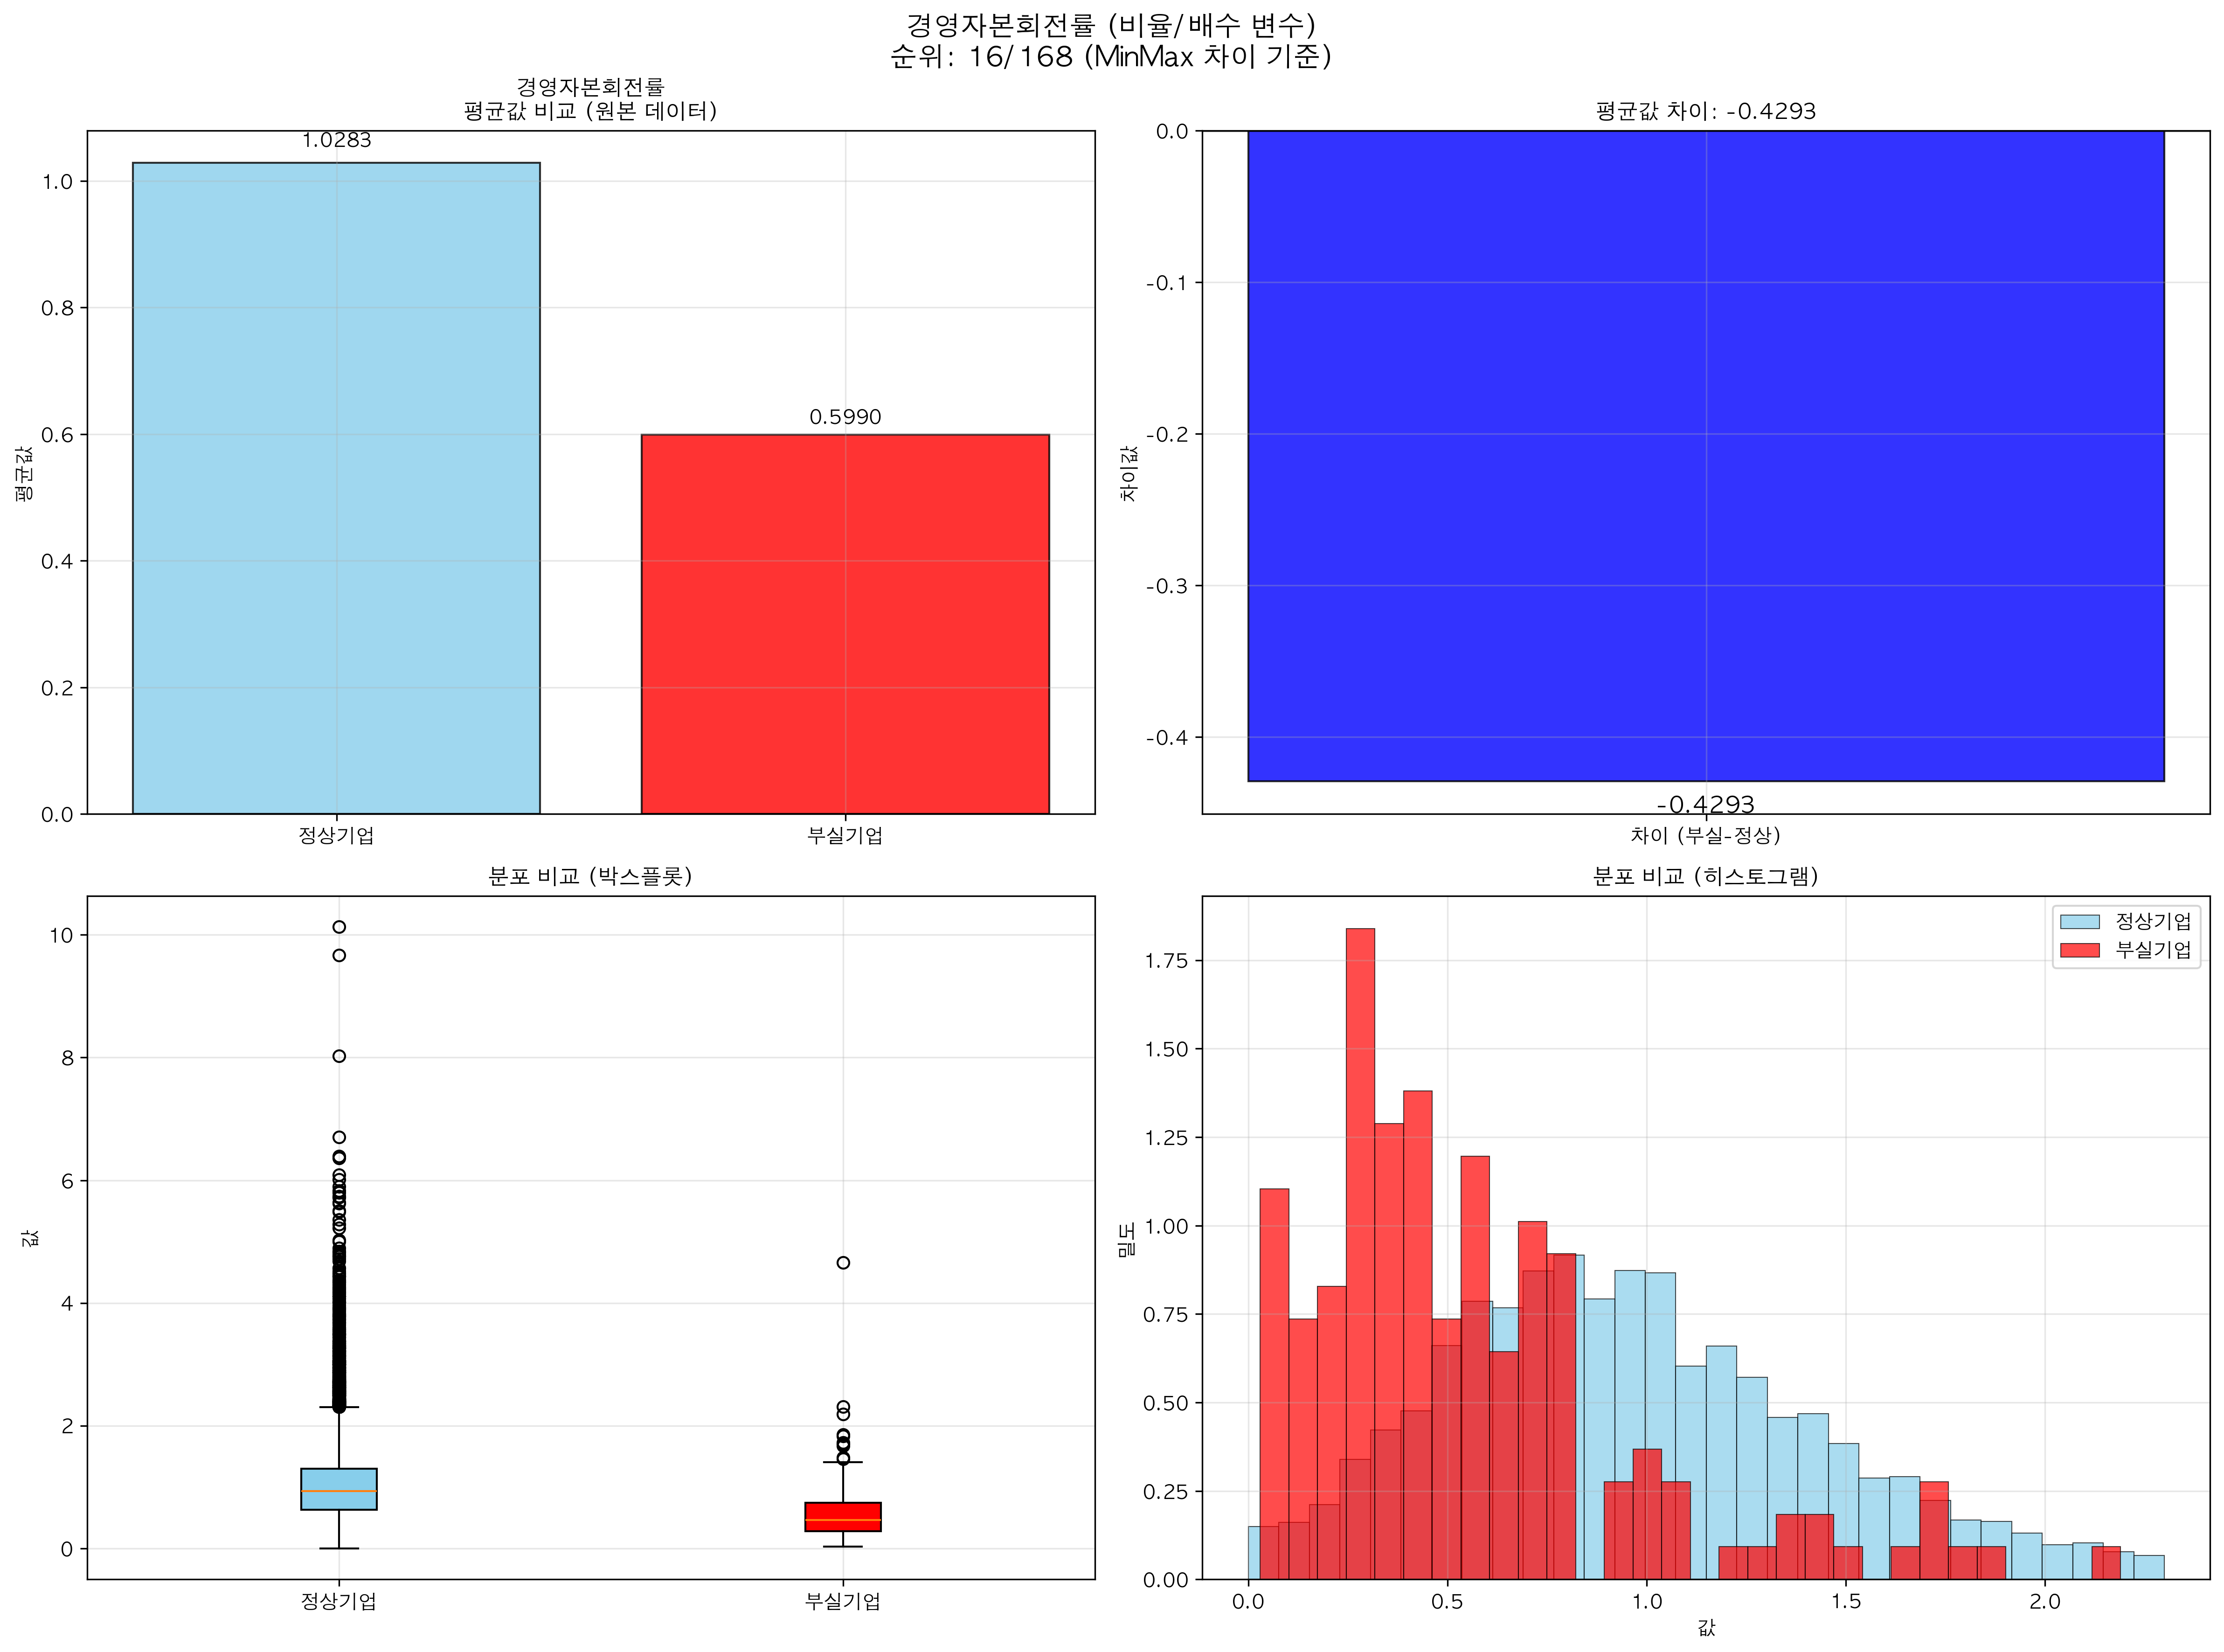 경영자본회전률 (비율/배수 변수)
순위: 16/168 (MinMax 차이 기준)
경영자본회전률
평균값 비교 (원본 데이터)
1.0283
0.5990
평균값
1.0
0.8
0.6
0.4
0.2
0.0
정상기업
부실기업
평균값 차이: -0.4293
차이값
0.0
-0.1
-0.2
-0.3
-0.4
-0.4293
차이 (부실-정상)
분포 비교 (박스플롯)
값
10
8
6
4
2
0
정상기업
부실기업
분포 비교 (히스토그램)
정상기업
부실기업
밀도
1.75
1.50
1.25
1.00
0.75
0.50
0.25
0.00
0.0
0.5
1.0
1.5
2.0
값